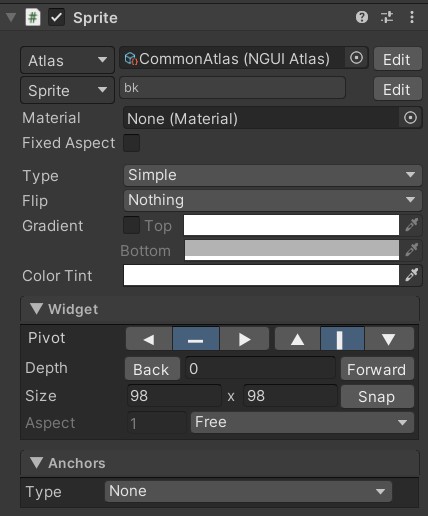 Sprite
Atlas CommonAtlas (NGUI Atlas) Edit
Sprite bk Edit
Material None (Material)
Fixed Aspect
Type Simple
Flip Nothing
Gradient Top
Bottom
Color Tint
Widget
Pivot
Depth Back 0 Forward
Size 98 x 98 Snap
Aspect 1 Free
Anchors
Type None